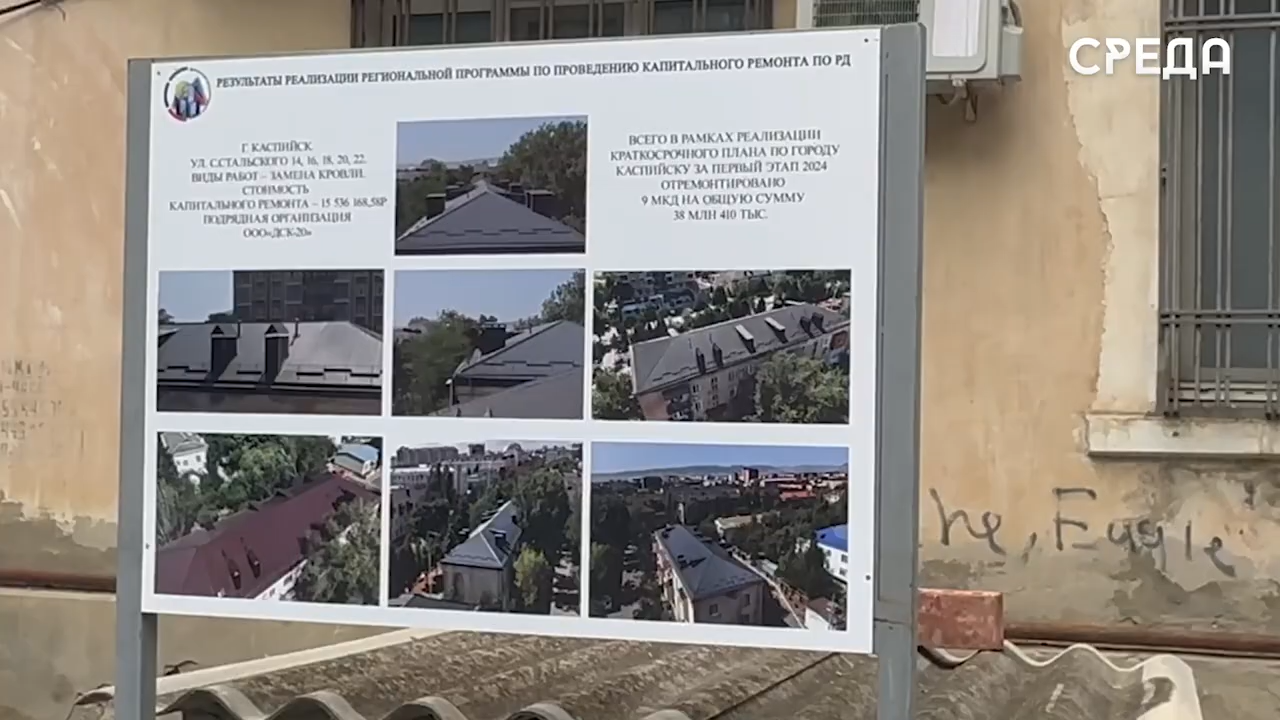 СРЕДА
РЕЗУЛЬТАТЫ РЕАЛИЗАЦИИ РЕГИОНАЛЬНОЙ ПРОГРАММЫ ПО ПРОВЕДЕНИЮ КАПИТАЛЬНОГО РЕМОНТА ПО РД
Г. КАСПИЙСК
УЛ. С.СТАЛЬСКОГО 14, 16, 18, 20, 22.
ВИДЫ РАБОТ – ЗАМЕНА КРОВЛИ.
СТОИМОСТЬ
КАПИТАЛЬНОГО РЕМОНТА – 15 536 168,58Р
ПОДРЯДНАЯ ОРГАНИЗАЦИЯ
ООО«ДСК-20»
ВСЕГО В РАМКАХ РЕАЛИЗАЦИИ
КРАТКОСРОЧНОГО ПЛАНА ПО ГОРОДУ
КАСПИЙСКУ ЗА ПЕРВЫЙ ЭТАП 2024
ОТРЕМОНТИРОВАНО
9 МКД НА ОБЩУЮ СУММУ
38 МЛН 410 ТЫС.
he, Eagle